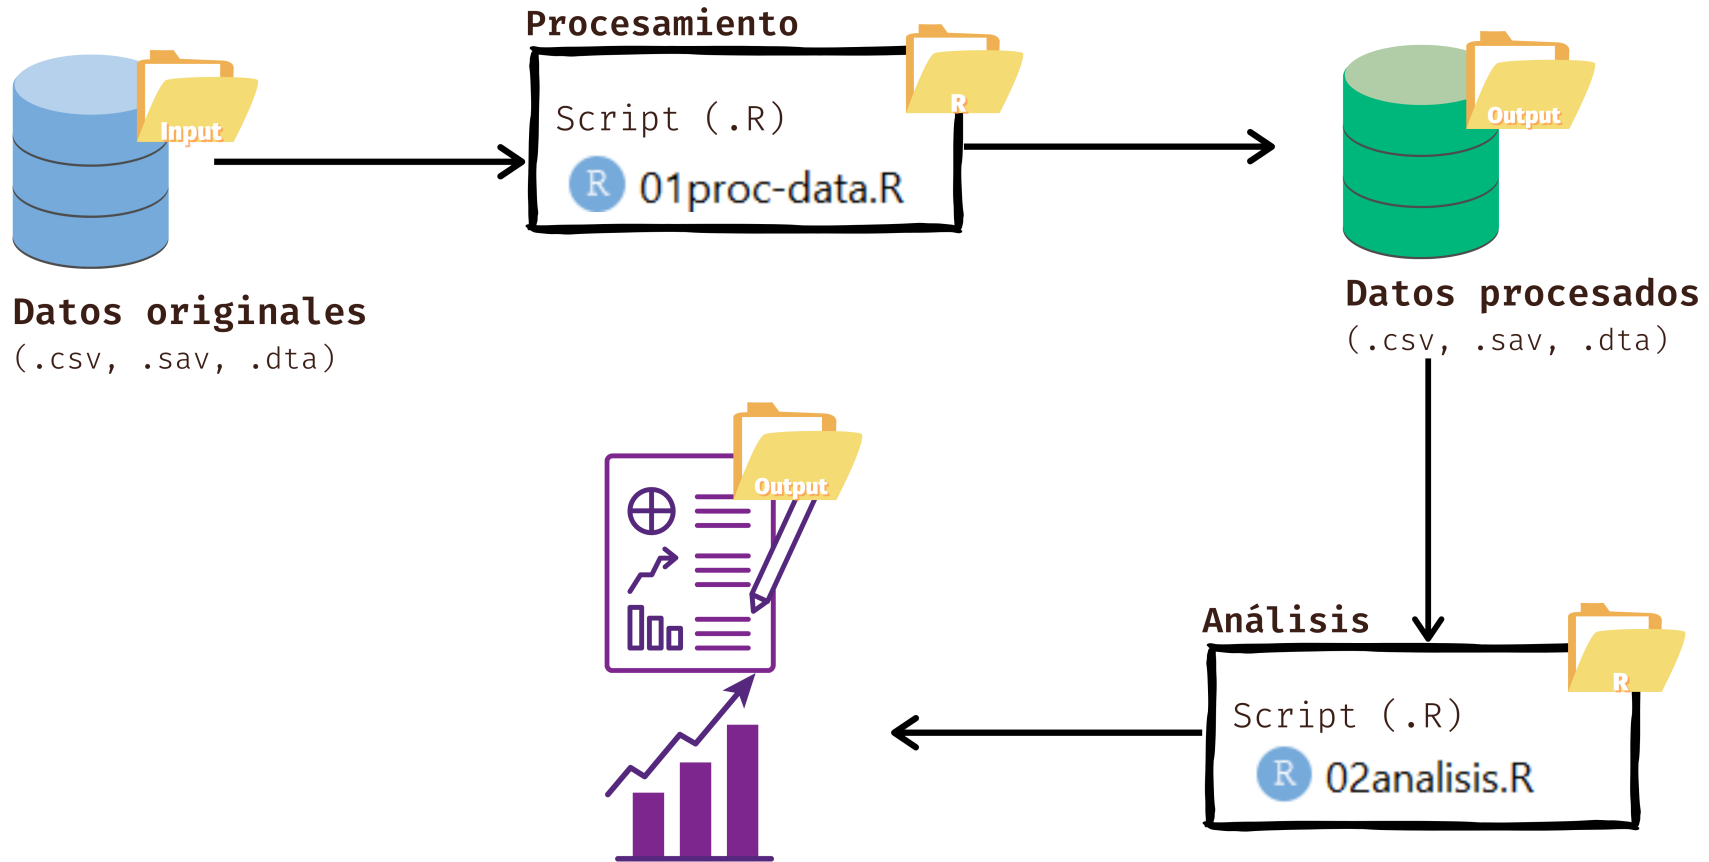 Procesamiento
Input
Script (.R)
R
R 01proc-data.R
Output
Datos originales
(.csv, .sav, .dta)
Datos procesados
(.csv, .sav, .dta)
Output
Análisis
R
Script (.R)
R 02analisis.R